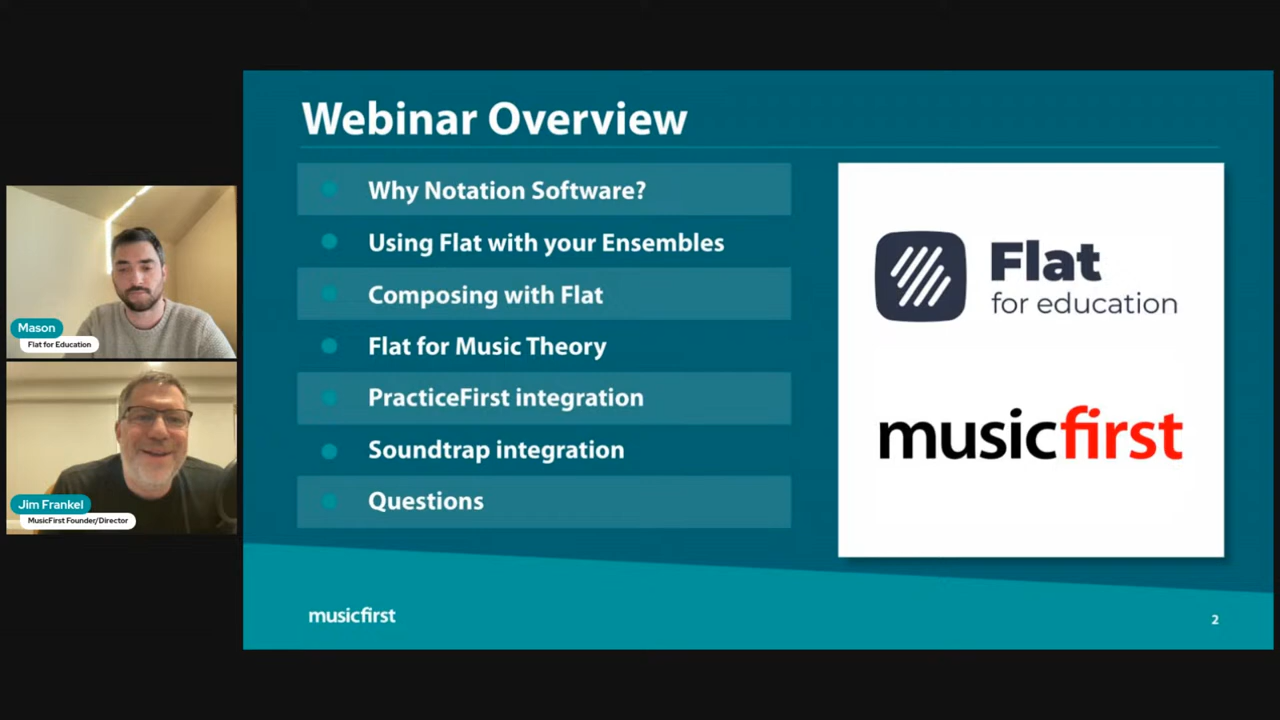 Webinar Overview
Why Notation Software?
Using Flat with your Ensembles
Composing with Flat
Flat for Music Theory
PracticeFirst integration
Soundtrap integration
Questions
Flat
for education
musicfirst
musicfirst
2
Mason
Flat for Education
Jim Frankel
MusicFirst Founder/Director